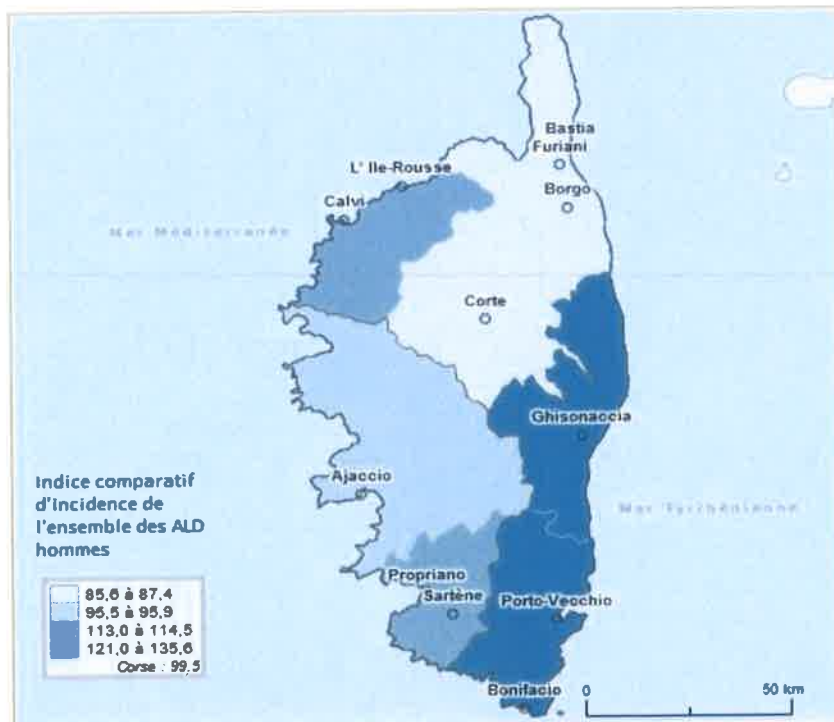 Bastia
Furiani
L' Ile-Rousse
Borgo
Calvi
Mer Méditerranée
Corte
Ghisonaccia
Indice comparatif
d'incidence de
l'ensemble des ALD
hommes
Ajaccio
Mer Tyrrhénienne
Propriano
Sartène
Porto-Vecchio
85,6 à 87,4
95,5 à 95,9
113,0 à 114,5
121,0 à 135,6
Corse : 99,5
Bonifacio
0 50 km